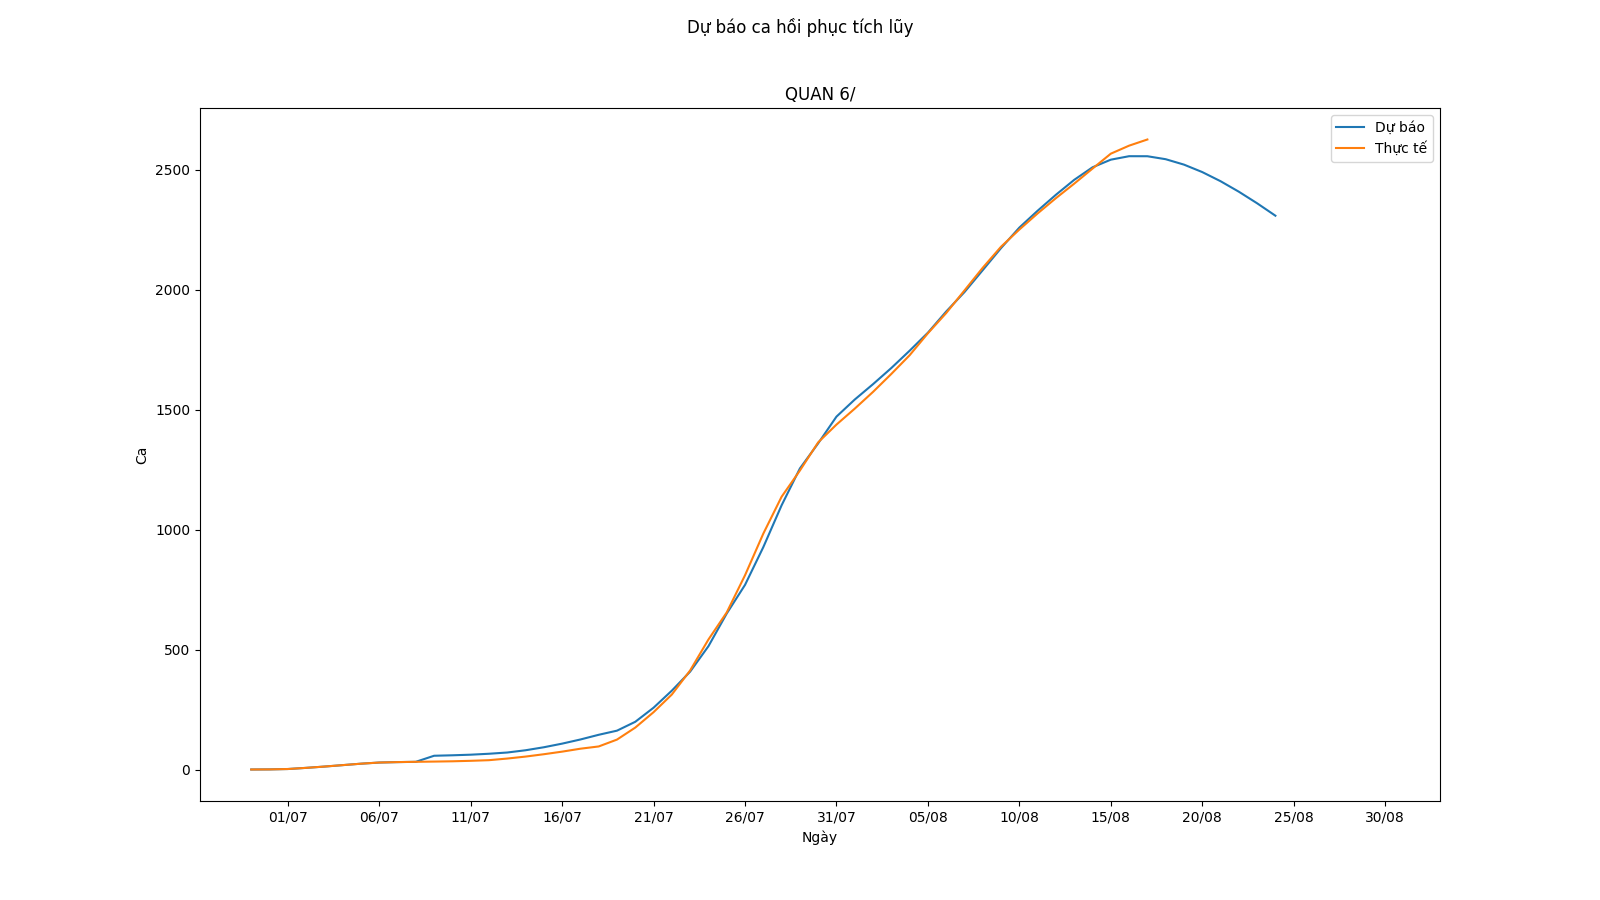 Dự báo ca hồi phục tích lũy
QUAN 6/
Dự báo
Thực tế
2500
2000
1500
1000
500
0
Ca
01/07 06/07 11/07 16/07 21/07 26/07 31/07 05/08 10/08 15/08 20/08 25/08 30/08
Ngày